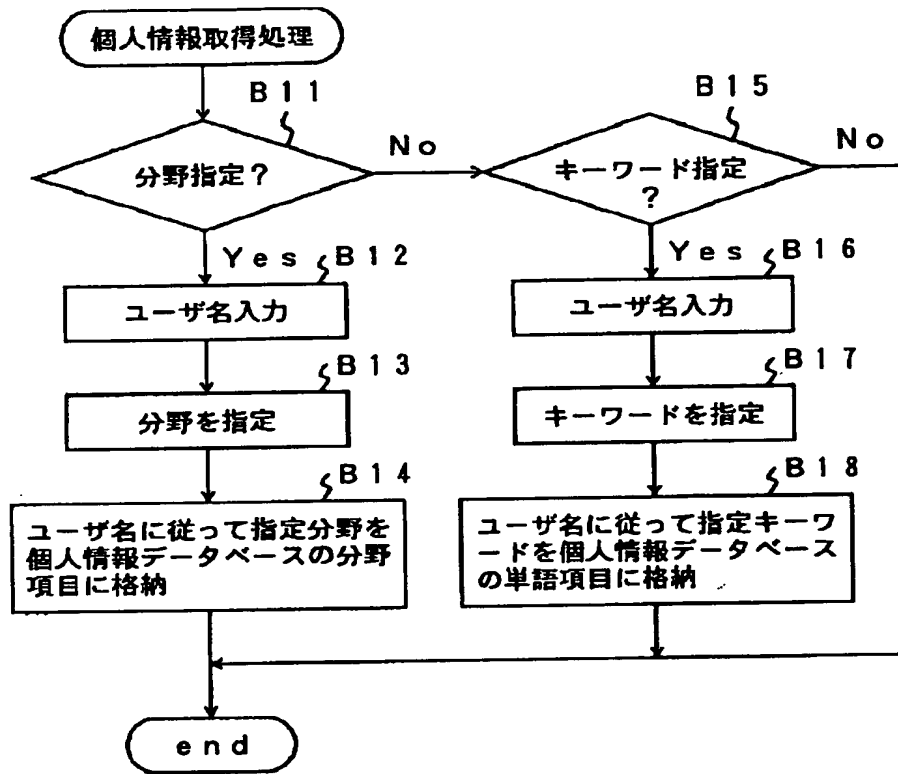 個人情報取得処理
B11
分野指定?
No
Yes
B12
ユーザ名入力
B13
分野を指定
B14
ユーザ名に従って指定分野を
個人情報データベースの分野
項目に格納
B15
キーワード指定
?
No
Yes
B16
ユーザ名入力
B17
キーワードを指定
B18
ユーザ名に従って指定キーワ
ードを個人情報データベース
の単語項目に格納
end